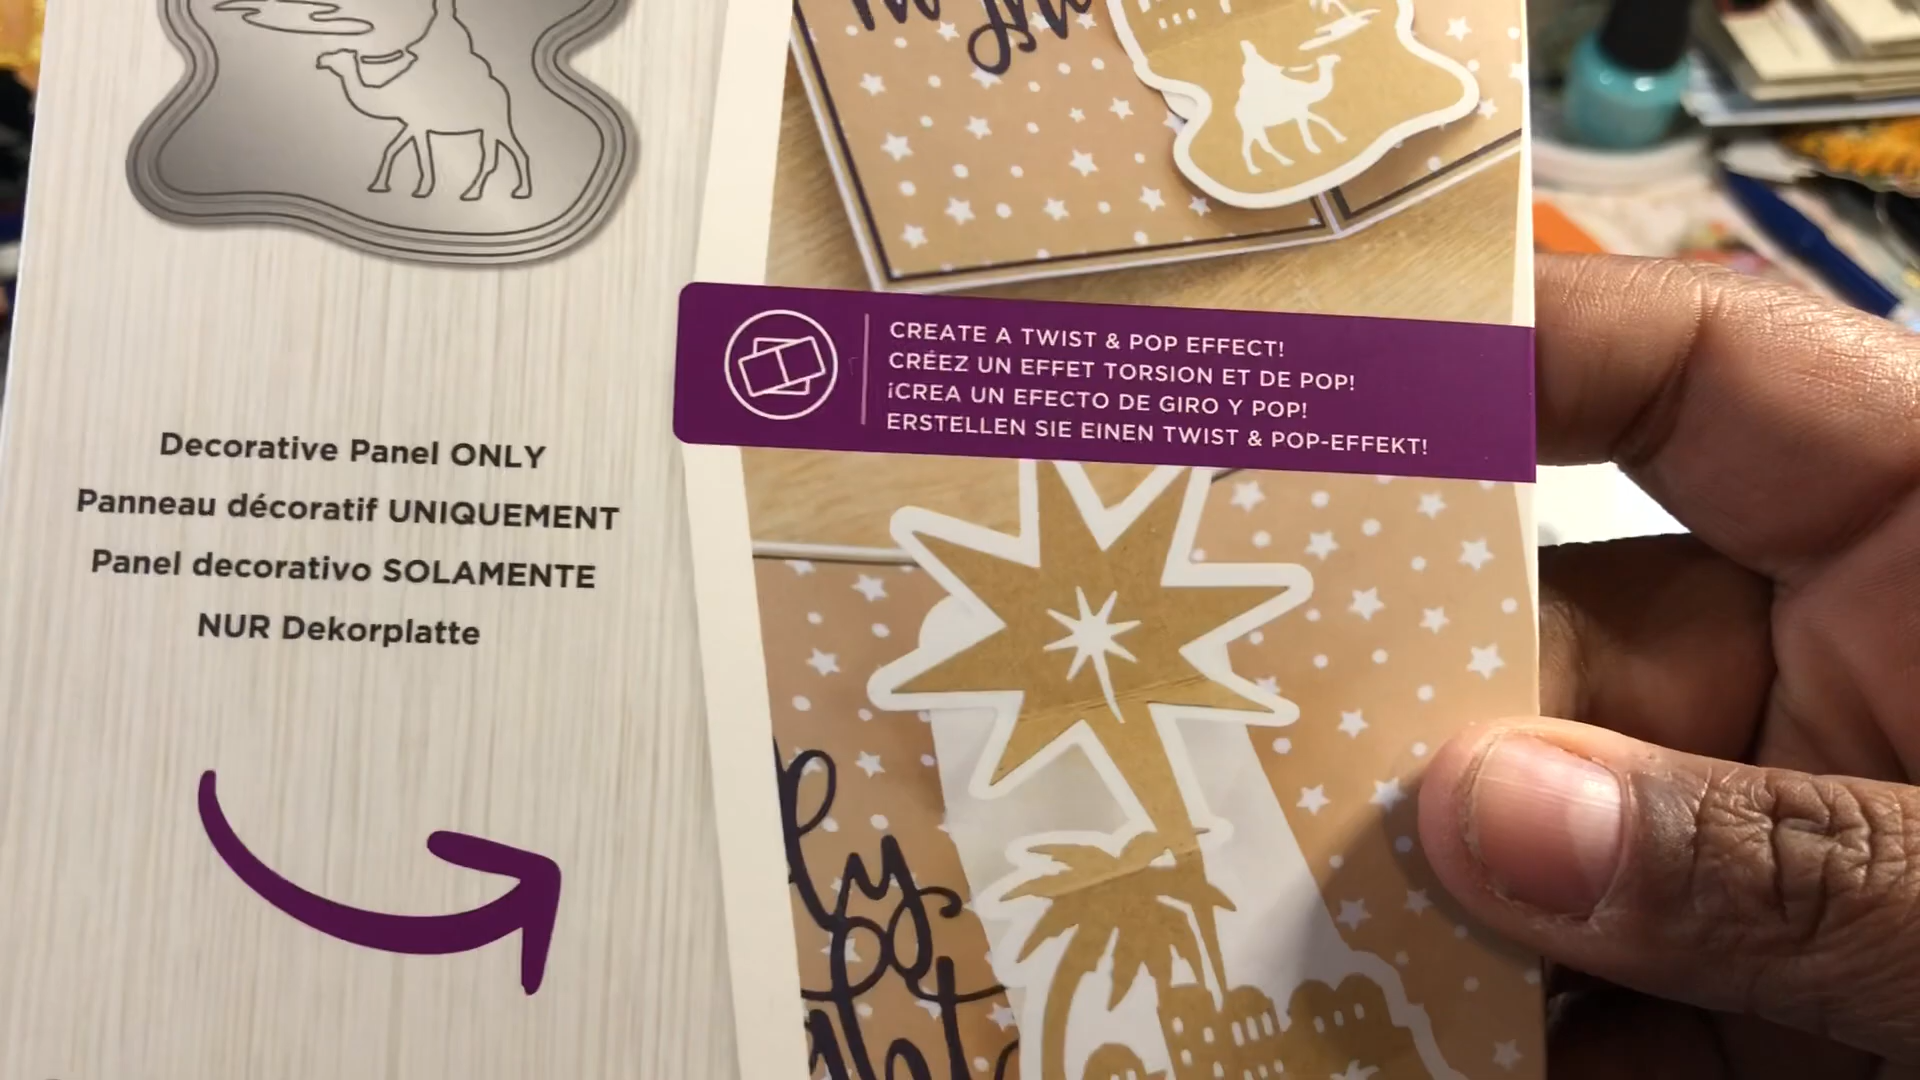 CREATE A TWIST & POP EFFECT!
CRÉEZ UN EFFET TORSION ET DE POP!
¡CREA UN EFECTO DE GIRO Y POP!
ERSTELLEN SIE EINEN TWIST & POP-EFFEKT!
Decorative Panel ONLY
Panneau décoratif UNIQUEMENT
Panel decorativo SOLAMENTE
NUR Dekorplatte